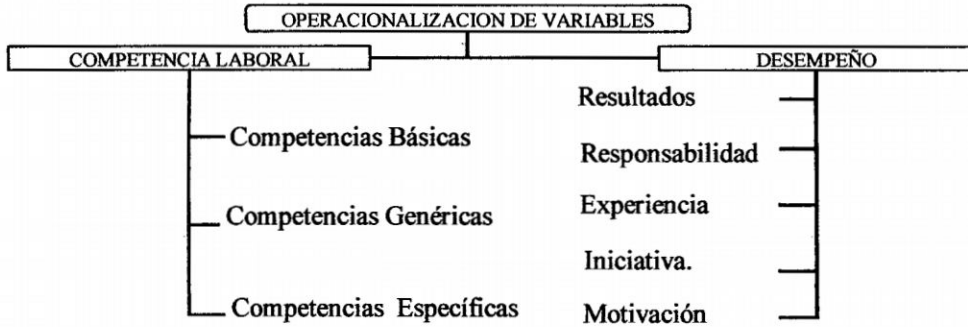 OPERACIONALIZACION DE VARIABLES
COMPETENCIA LABORAL
DESEMPEÑO
Competencias Básicas
Competencias Genéricas
Competencias Específicas
Resultados
Responsabilidad
Experiencia
Iniciativa.
Motivación